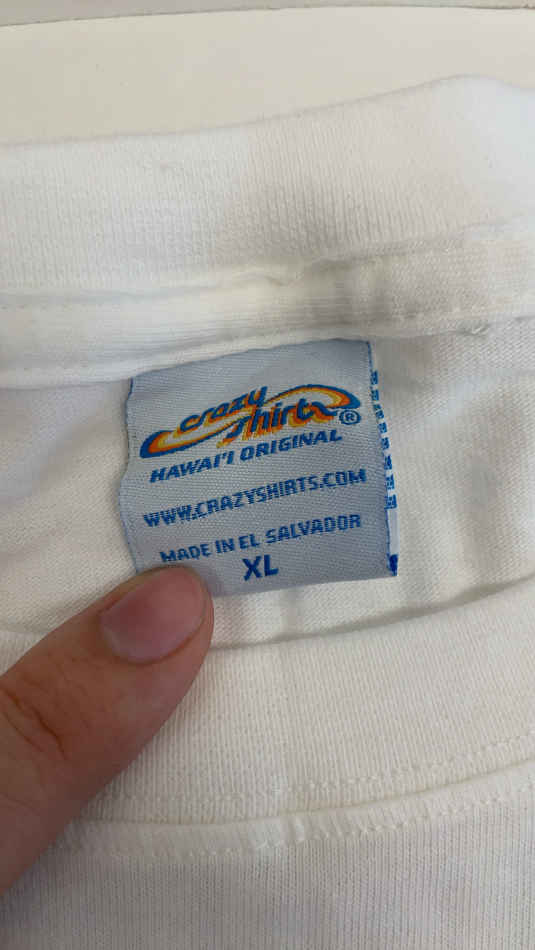 crazy
shirts®
HAWAI'I ORIGINAL
WWW.CRAZYSHIRTS.COM
MADE IN EL SALVADOR
XL